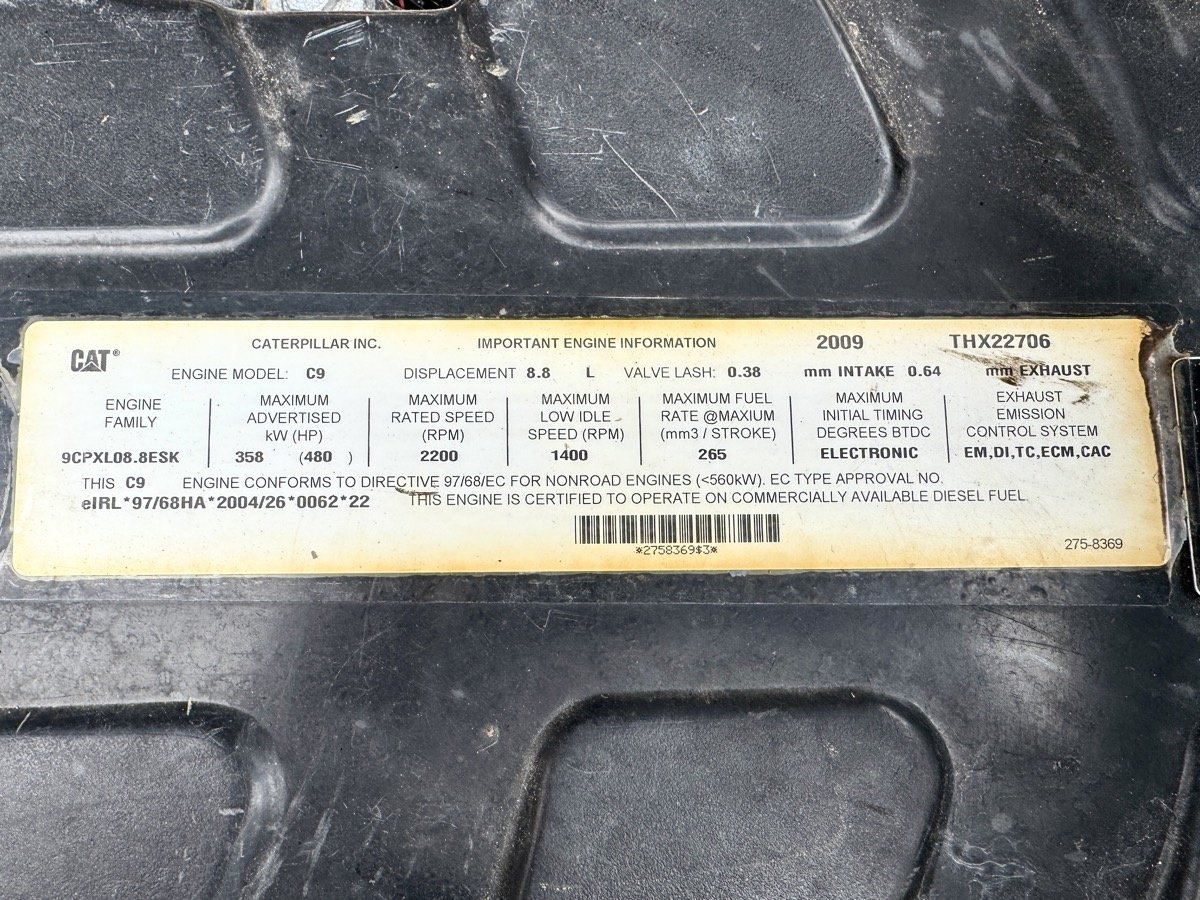 CAT® CATERPILLAR INC. IMPORTANT ENGINE INFORMATION 2009 THX22706
ENGINE MODEL: C9 DISPLACEMENT 8.8 L VALVE LASH: 0.38 mm INTAKE 0.64 mm EXHAUST
ENGINE FAMILY
9CPXL08.8ESK
MAXIMUM ADVERTISED kW (HP)
358 (480 )
MAXIMUM RATED SPEED (RPM)
2200
MAXIMUM LOW IDLE SPEED (RPM)
1400
MAXIMUM FUEL RATE @MAXIUM (mm3 / STROKE)
265
MAXIMUM INITIAL TIMING DEGREES BTDC
ELECTRONIC
EXHAUST EMISSION CONTROL SYSTEM
EM,DI,TC,ECM,CAC
THIS C9 ENGINE CONFORMS TO DIRECTIVE 97/68/EC FOR NONROAD ENGINES (<560kW). EC TYPE APPROVAL NO.
eIRL*97/68HA*2004/26*0062*22 THIS ENGINE IS CERTIFIED TO OPERATE ON COMMERCIALLY AVAILABLE DIESEL FUEL
*2758369$3*
275-8369